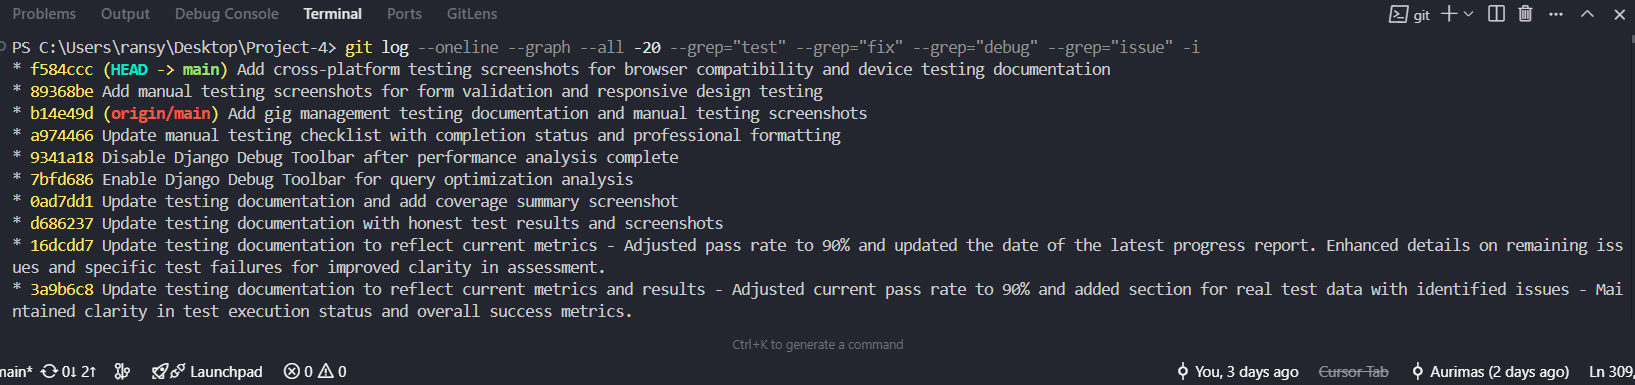 Problems Output Debug Console Terminal Ports GitLens git
PS C:\Users\ransy\Desktop\Project-4> git log --oneline --graph --all -20 --grep="test" --grep="fix" --grep="debug" --grep="issue" -i
* f584ccc (HEAD -> main) Add cross-platform testing screenshots for browser compatibility and device testing documentation
* 89368be Add manual testing screenshots for form validation and responsive design testing
* b14e49d (origin/main) Add gig management testing documentation and manual testing screenshots
* a974466 Update manual testing checklist with completion status and professional formatting
* 9341a18 Disable Django Debug Toolbar after performance analysis complete
* 7bfd686 Enable Django Debug Toolbar for query optimization analysis
* 0ad7dd1 Update testing documentation and add coverage summary screenshot
* d686237 Update testing documentation with honest test results and screenshots
* 16dcdd7 Update testing documentation to reflect current metrics - Adjusted pass rate to 90% and updated the date of the latest progress report. Enhanced details on remaining iss
ues and specific test failures for improved clarity in assessment.
* 3a9b6c8 Update testing documentation to reflect current metrics and results - Adjusted current pass rate to 90% and added section for real test data with identified issues - Mai
ntained clarity in test execution status and overall success metrics.
Ctrl+K to generate a command
main* 0↓ 2↑ Launchpad 0 0 You, 3 days ago Cursor Tab Aurimas (2 days ago) Ln 309,